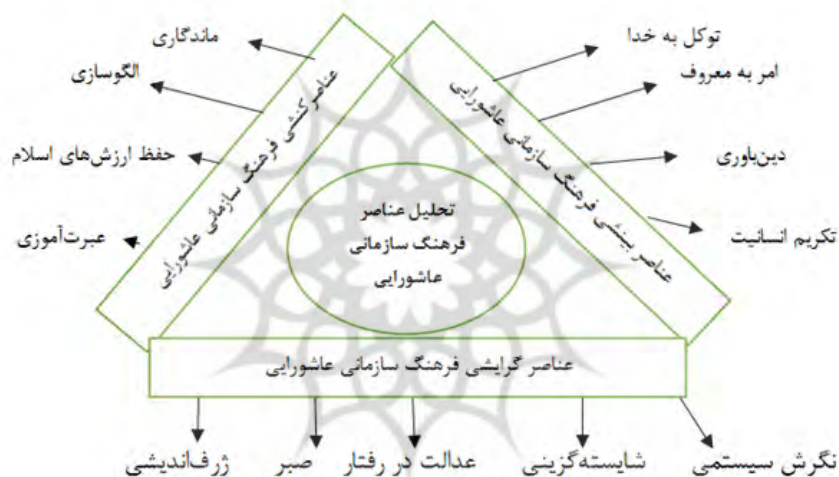 توکل به خدا
امر به معروف
دین‌باوری
تکریم انسانیت
عناصر بینشی فرهنگ سازمانی عاشورایی
ماندگاری
الگوسازی
حفظ ارزش‌های اسلام
عبرت‌آموزی
عناصر کنشی فرهنگ سازمانی عاشورایی
تحلیل عناصر
فرهنگ سازمانی
عاشورایی
عناصر گرایشی فرهنگ سازمانی عاشورایی
نگرش سیستمی
شایسته‌گزینی
عدالت در رفتار
صبر
ژرف‌اندیشی